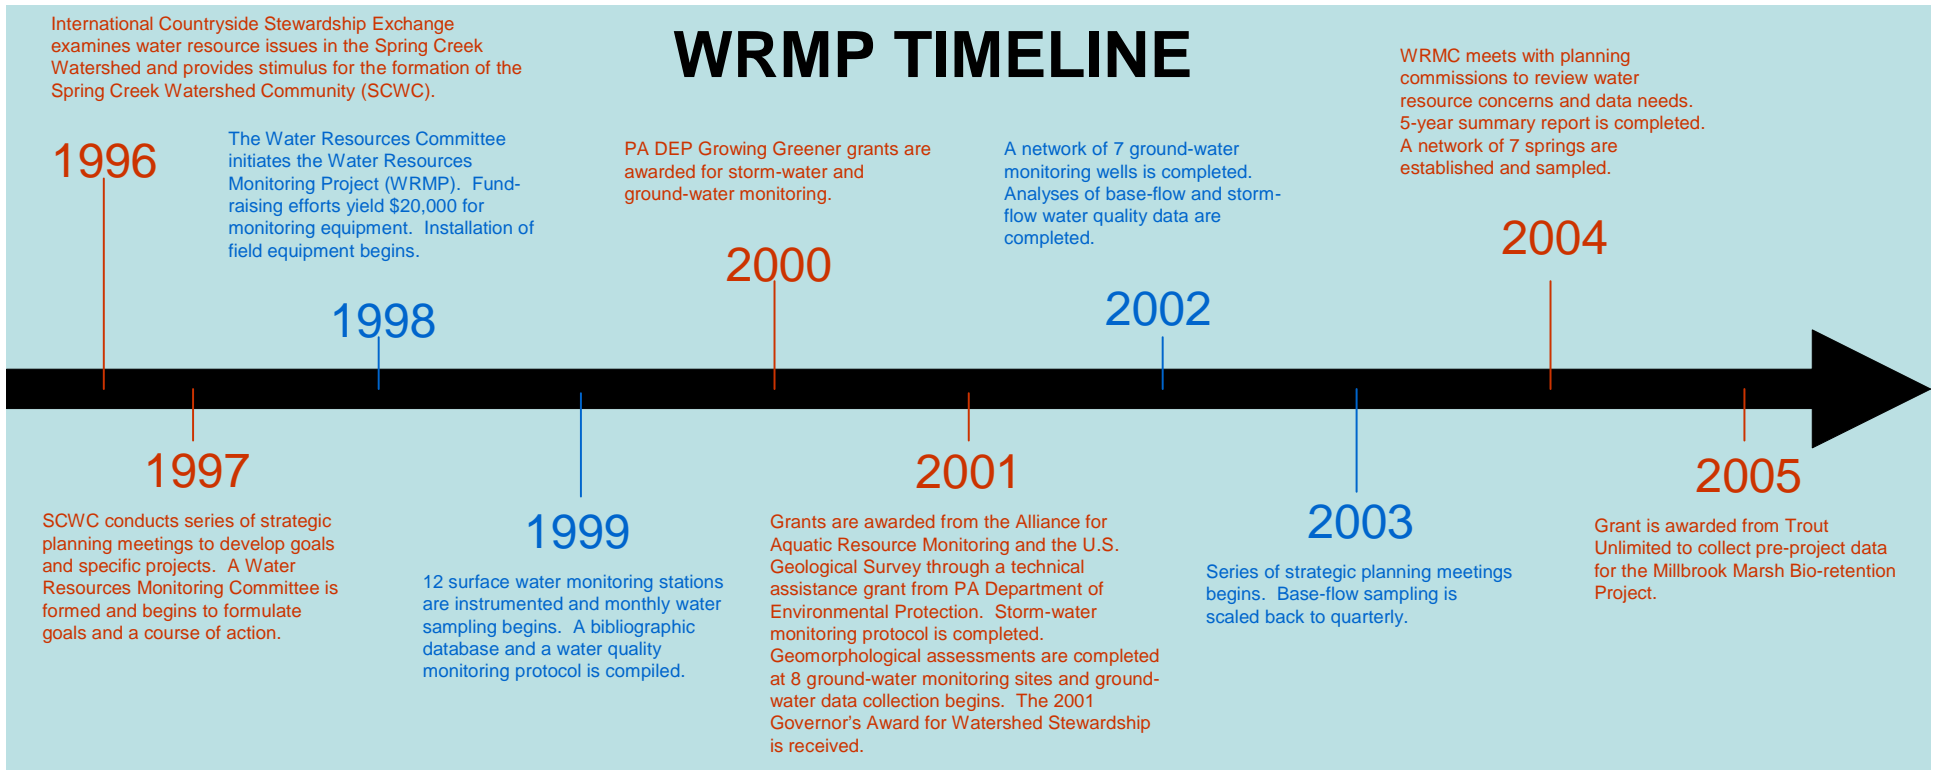 WRMP TIMELINE
International Countryside Stewardship Exchange
examines water resource issues in the Spring Creek
Watershed and provides stimulus for the formation of the
Spring Creek Watershed Community (SCWC).
1996
SCWC conducts series of strategic
planning meetings to develop goals
and specific projects.  A Water
Resources Monitoring Committee is
formed and begins to formulate
goals and a course of action.
1997
The Water Resources Committee
initiates the Water Resources
Monitoring Project (WRMP).  Fund-
raising efforts yield $20,000 for
monitoring equipment.  Installation of
field equipment begins.
1998
1999
12 surface water monitoring stations
are instrumented and monthly water
sampling begins.  A bibliographic
database and a water quality
monitoring protocol is compiled.
PA DEP Growing Greener grants are
awarded for storm-water and
ground-water monitoring.
2000
2001
Grants are awarded from the Alliance for
Aquatic Resource Monitoring and the U.S.
Geological Survey through a technical
assistance grant from PA Department of
Environmental Protection.  Storm-water
monitoring protocol is completed.
Geomorphological assessments are completed
at 8 ground-water monitoring sites and ground-
water data collection begins.  The 2001
Governor's Award for Watershed Stewardship
is received.
A network of 7 ground-water
monitoring wells is completed.
Analyses of base-flow and storm-
flow water quality data are
completed.
2002
2003
Series of strategic planning meetings
begins.  Base-flow sampling is
scaled back to quarterly.
WRMC meets with planning
commissions to review water
resource concerns and data needs.
5-year summary report is completed.
A network of 7 springs are
established and sampled.
2004
2005
Grant is awarded from Trout
Unlimited to collect pre-project data
for the Millbrook Marsh Bio-retention
Project.